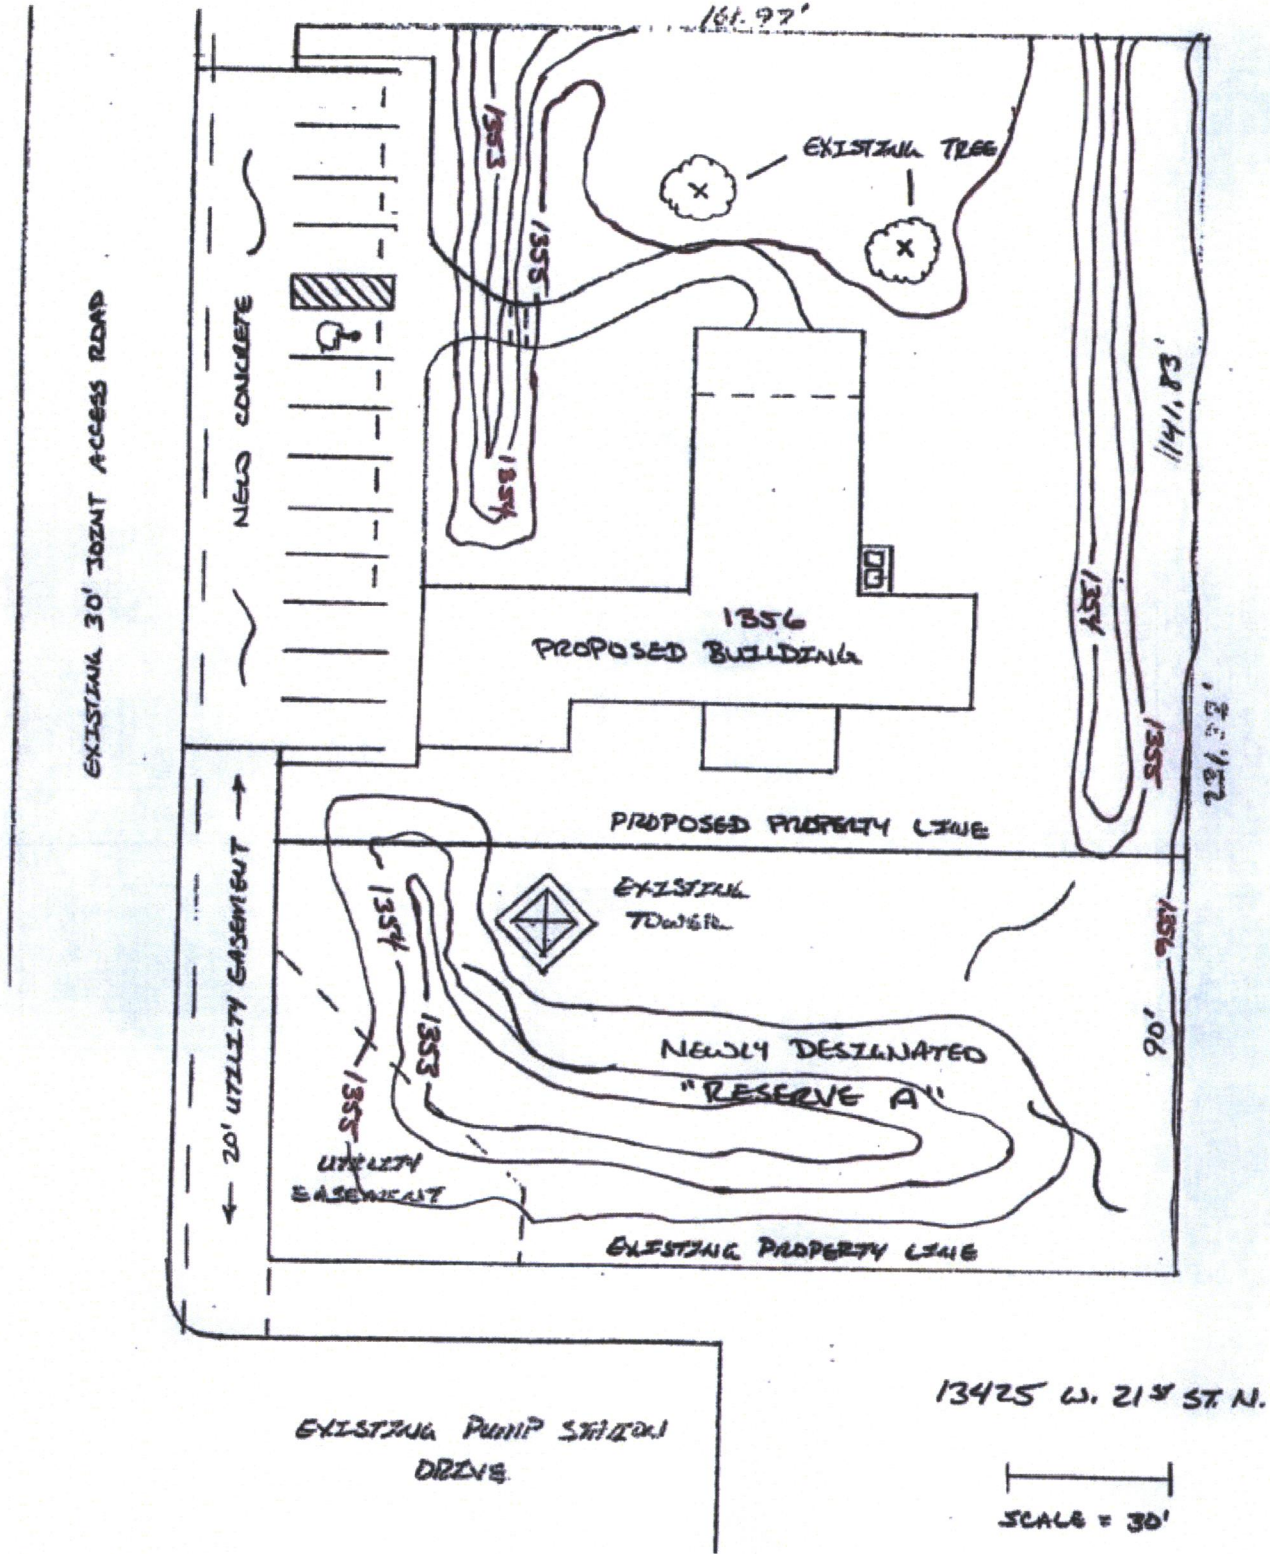 161.97'
EXISTING TREE
1353
1355
EXISTING 30' JOINT ACCESS ROAD
NEW CONCRETE
1354
1356
PROPOSED BUILDING
1141.83'
1354
1355
PROPOSED PROPERTY LINE
EXISTING
TOWER
1354
1356
20' UTILITY EASEMENT
1353
1355
NEWLY DESIGNATED
"RESERVE A"
90'
UTILITY
EASEMENT
EXISTING PROPERTY LINE
13425 W. 21ST ST. N.
EXISTING PUMP STATION
DRIVE
SCALE = 30'